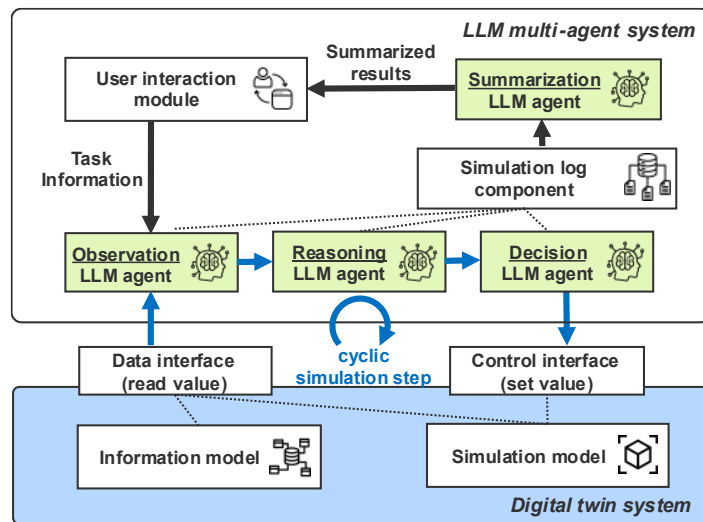 LLM multi-agent system
Summarized
results
User interaction
module
Summarization
LLM agent
Task
Information
Simulation log
component
Observation
LLM agent
Reasoning
LLM agent
Decision
LLM agent
cyclic
simulation step
Data interface
(read value)
Control interface
(set value)
Information model
Simulation model
Digital twin system